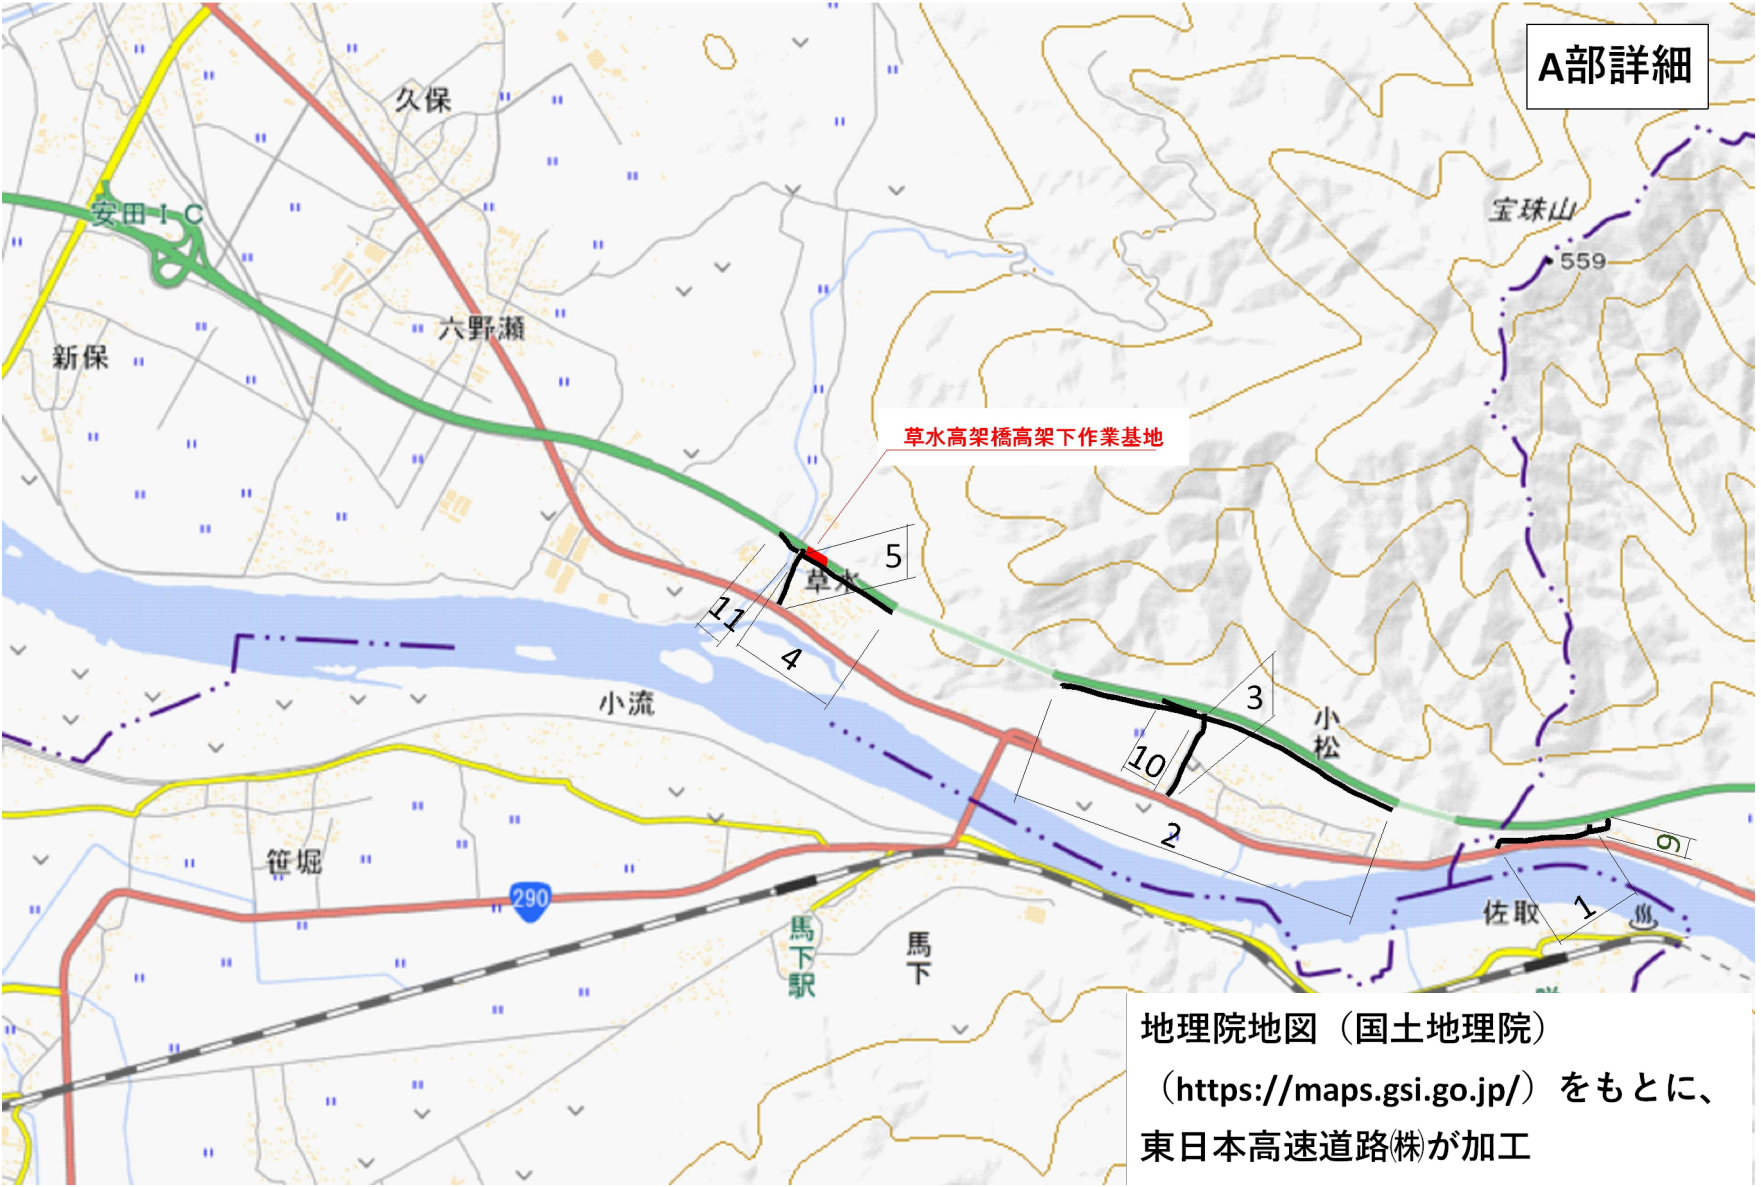 A部詳細
久保
安田IC
宝珠山
559
六野瀬
新保
草水高架橋高架下作業基地
5
草水
11
4
3
小流
小松
10
2
9
笹堀
290
1
佐取
馬下駅
馬下
地理院地図（国土地理院）
（https://maps.gsi.go.jp/）をもとに、
東日本高速道路㈱が加工